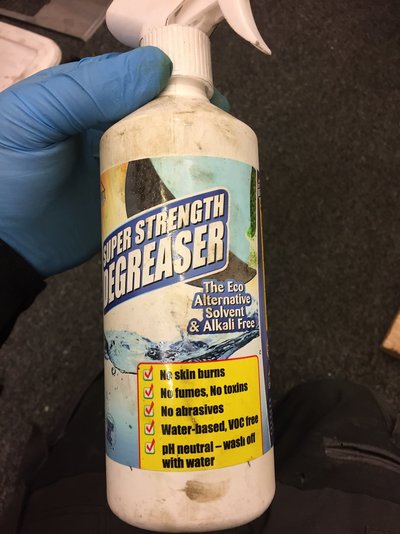 SUPER STRENGTH
DEGREASER
The Eco
Alternative
Solvent
& Alkali Free
No skin burns
No fumes, No toxins
No abrasives
Water-based, VOC free
pH neutral – wash off
with water